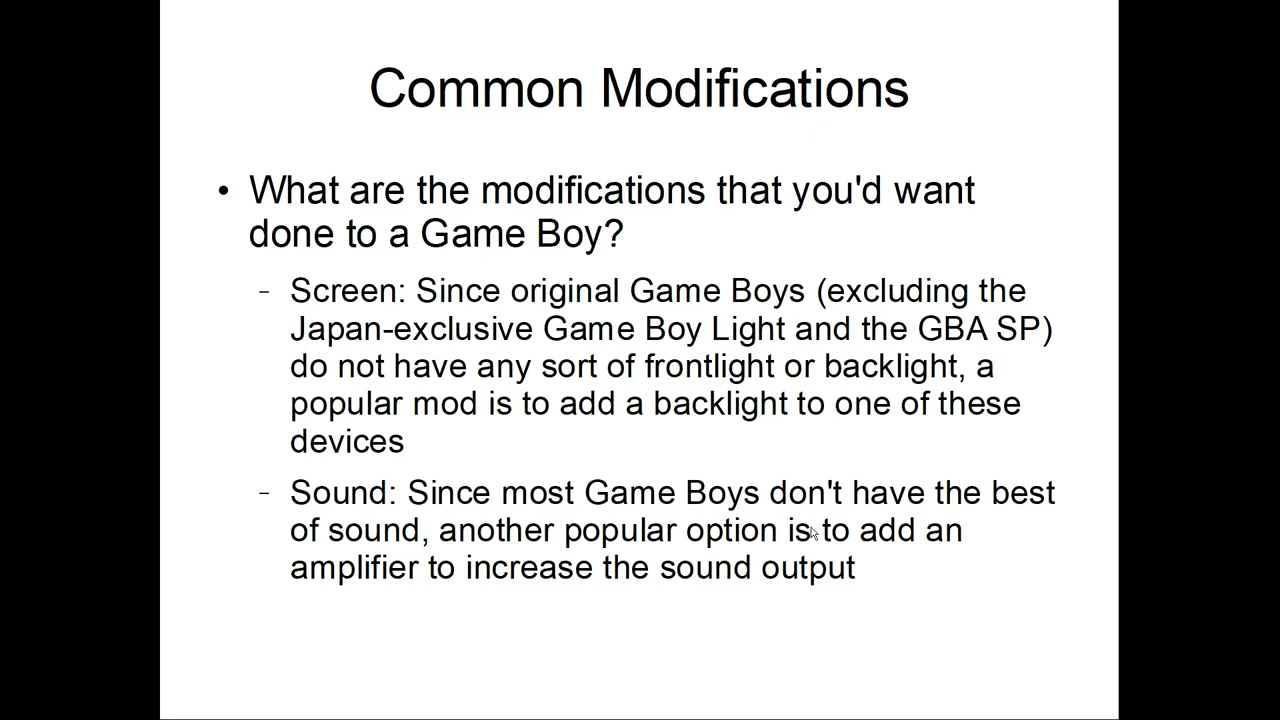 Common Modifications
• What are the modifications that you'd want
done to a Game Boy?
– Screen: Since original Game Boys (excluding the
Japan-exclusive Game Boy Light and the GBA SP)
do not have any sort of frontlight or backlight, a
popular mod is to add a backlight to one of these
devices
– Sound: Since most Game Boys don't have the best
of sound, another popular option is to add an
amplifier to increase the sound output